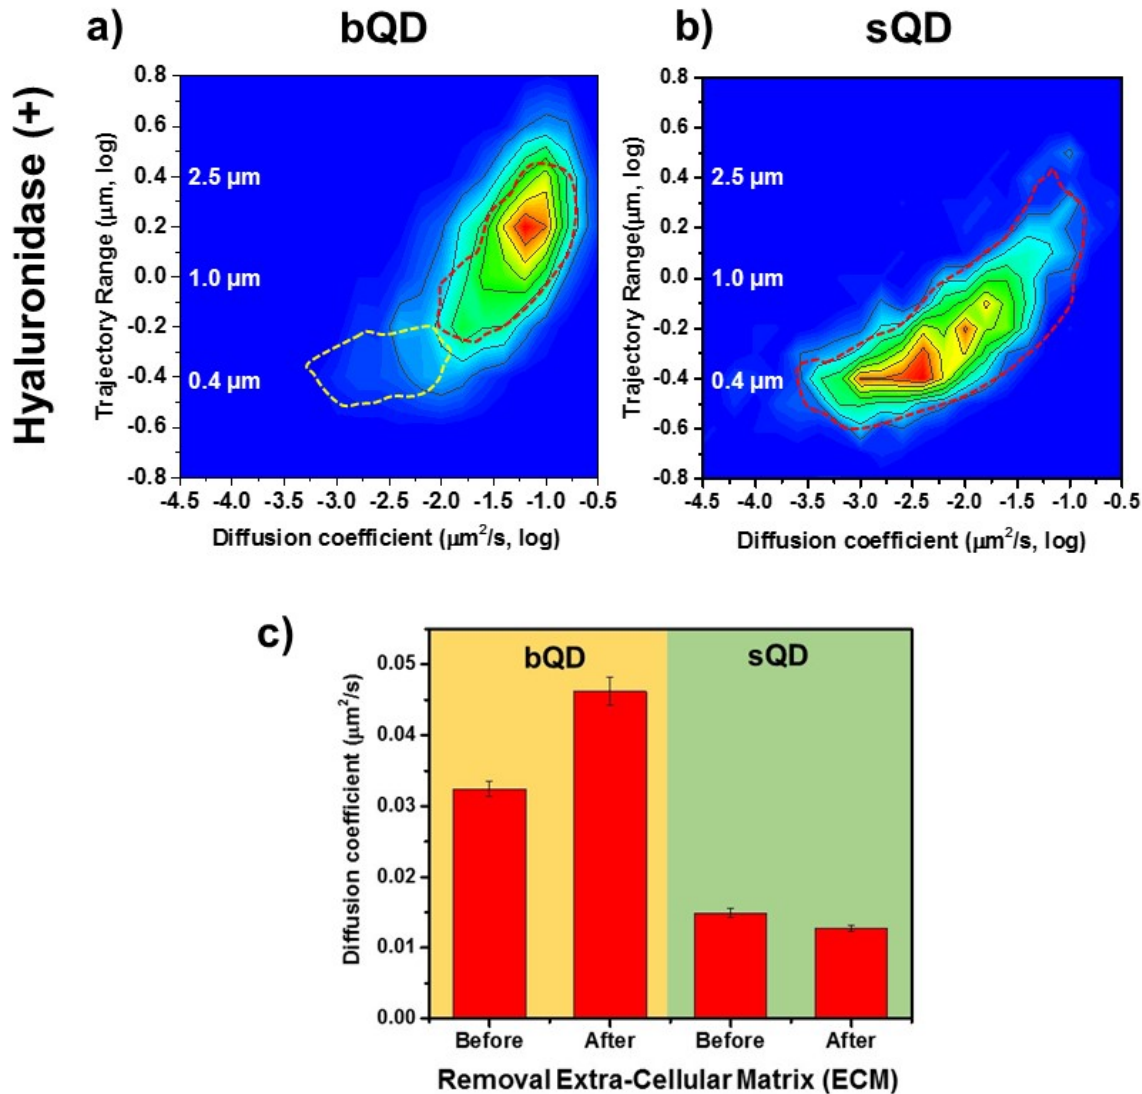 a)
bQD
b)
sQD
Hyaluronidase (+)
Trajectory Range (μm, log)
0.8
0.6
0.4
0.2
0.0
-0.2
-0.4
-0.6
-0.8
2.5 μm
1.0 μm
0.4 μm
-4.5 -4.0 -3.5 -3.0 -2.5 -2.0 -1.5 -1.0 -0.5
Diffusion coefficient (μm²/s, log)
Trajectory Range(μm, log)
0.8
0.6
0.4
0.2
0.0
-0.2
-0.4
-0.6
-0.8
2.5 μm
1.0 μm
0.4 μm
-4.5 -4.0 -3.5 -3.0 -2.5 -2.0 -1.5 -1.0 -0.5
Diffusion coefficient (μm²/s, log)
c)
bQD
sQD
Diffusion coefficient (μm²/s)
0.05
0.04
0.03
0.02
0.01
0.00
Before After Before After
Removal Extra-Cellular Matrix (ECM)